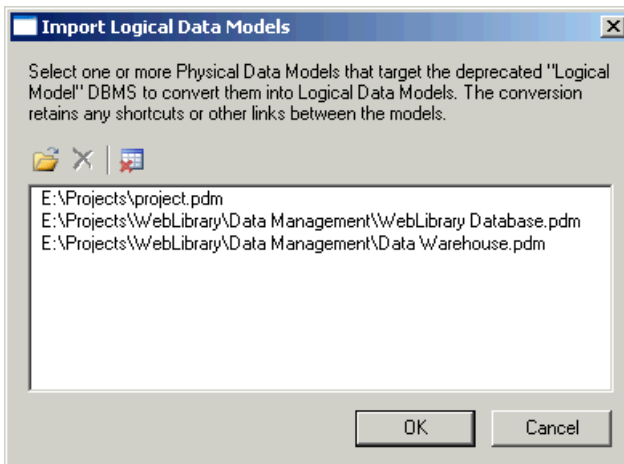 Import Logical Data Models
Select one or more Physical Data Models that target the deprecated "Logical
Model" DBMS to convert them into Logical Data Models. The conversion
retains any shortcuts or other links between the models.
E:\Projects\project.pdm
E:\Projects\WebLibrary\Data Management\WebLibrary Database.pdm
E:\Projects\WebLibrary\Data Management\Data Warehouse.pdm
OK
Cancel